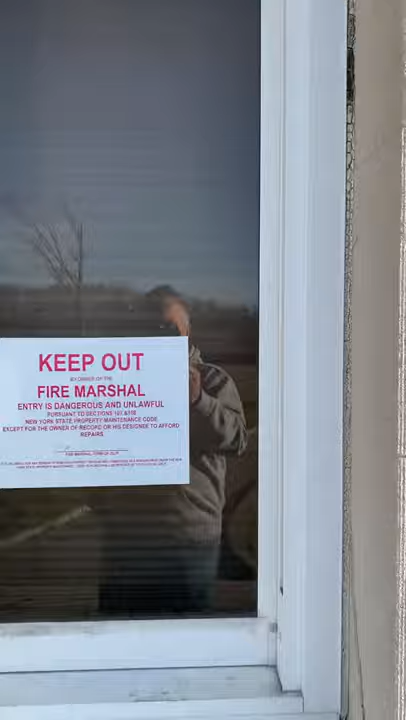 KEEP OUT
BY ORDER OF THE
FIRE MARSHAL
ENTRY IS DANGEROUS AND UNLAWFUL
PURSUANT TO SECTIONS 107 &108
NEW YORK STATE PROPERTY MAINTENANCE CODE
EXCEPT FOR THE OWNER OF RECORD OR HIS DESIGNEE TO AFFORD
REPAIRS
FIRE MARSHAL TOWN OF